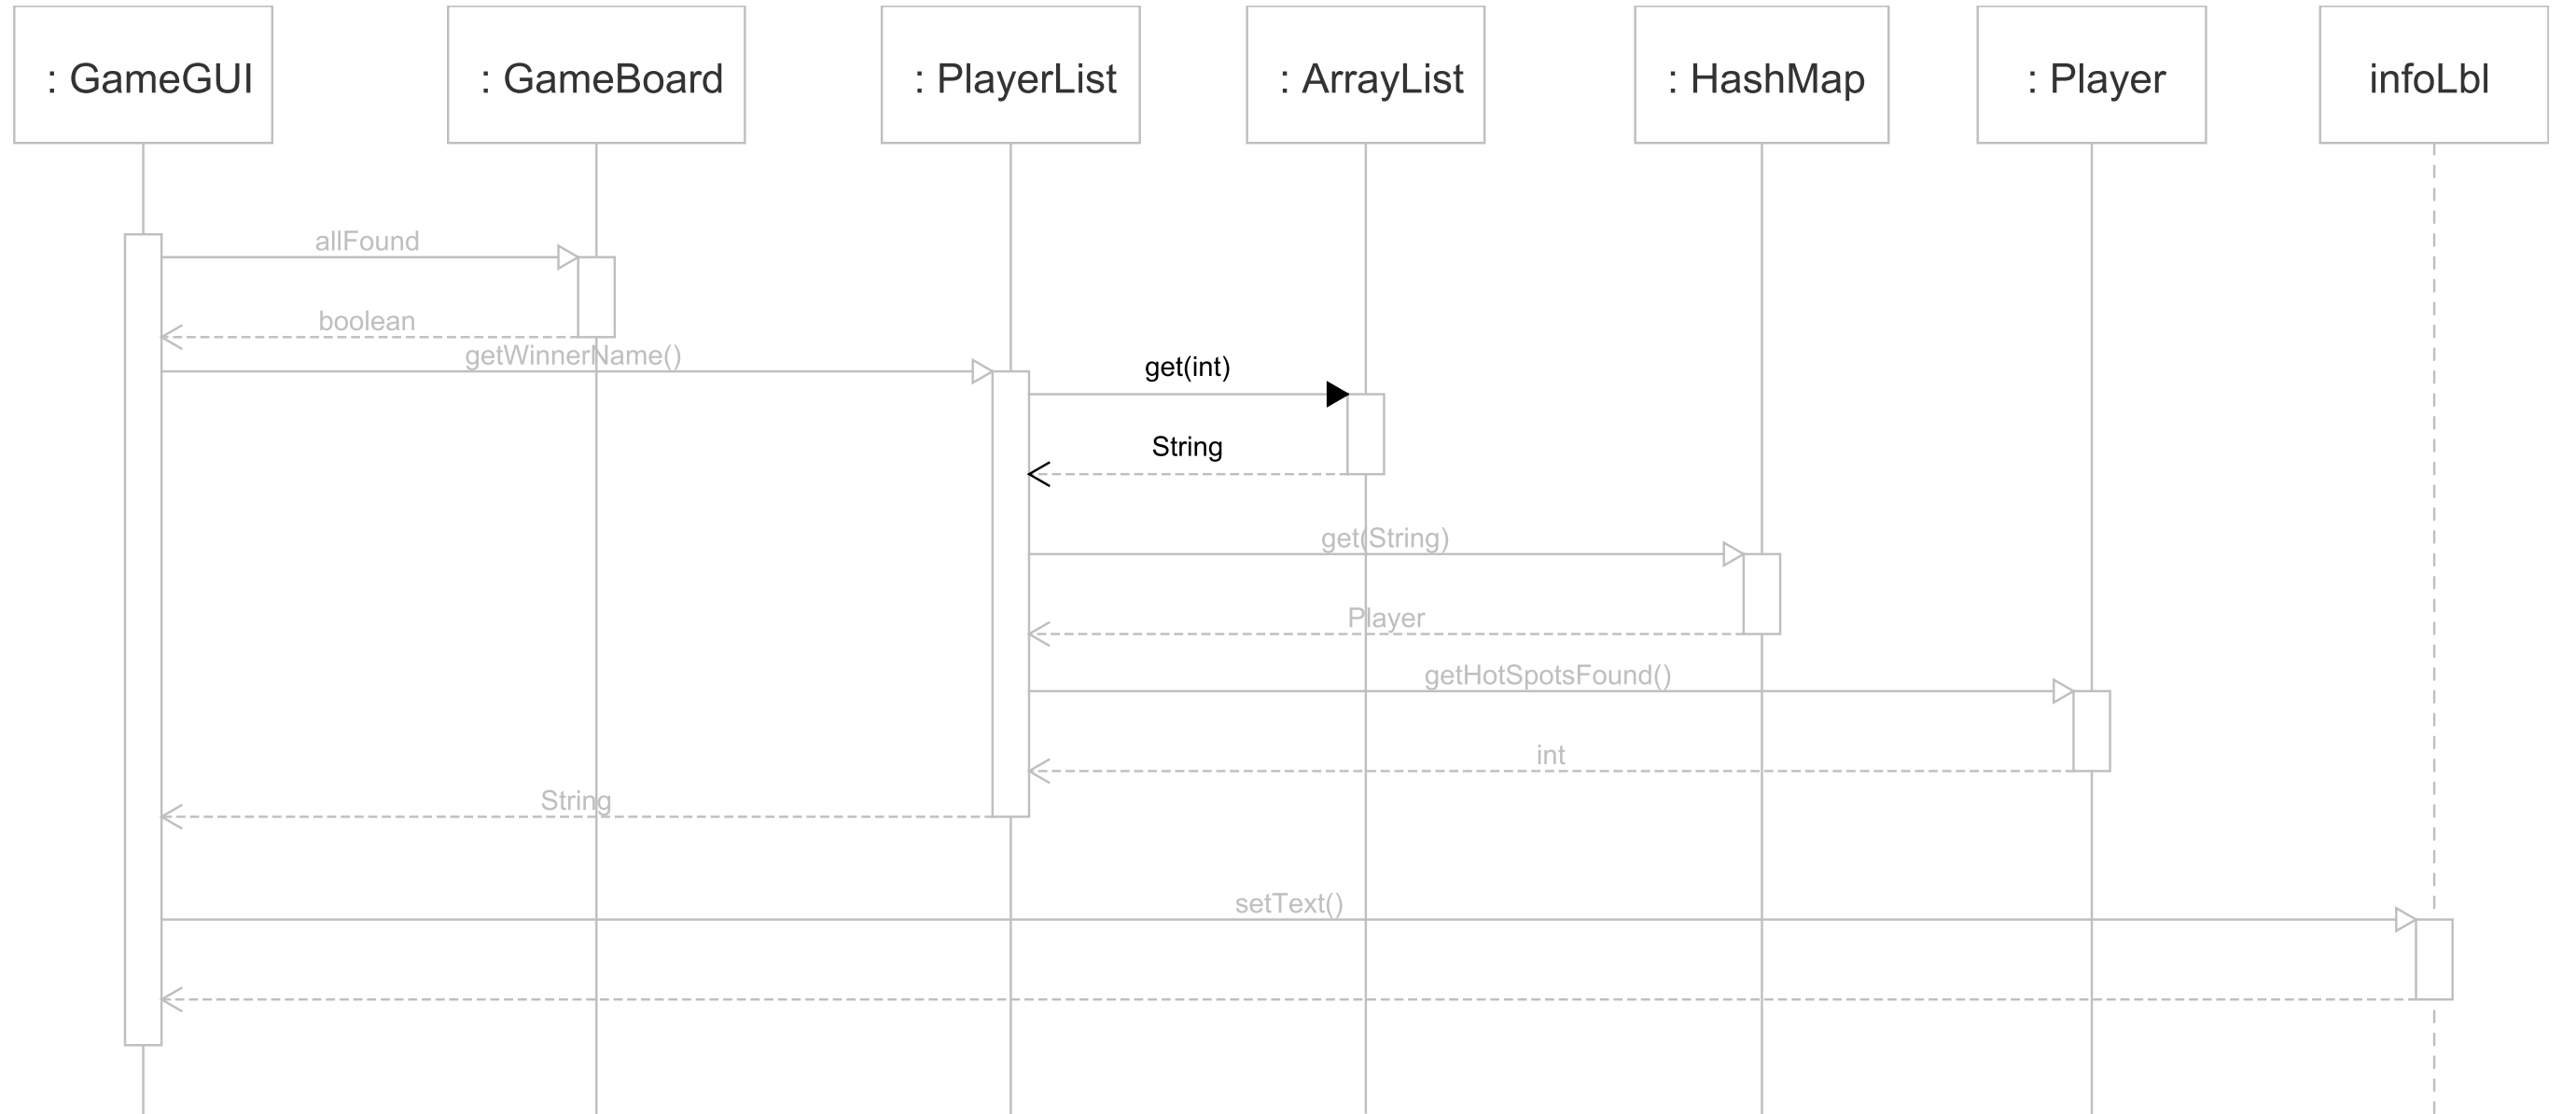 : GameGUI
: GameBoard
: PlayerList
: ArrayList
: HashMap
: Player
infoLbl
allFound
boolean
getWinnerName()
get(int)
String
get(String)
Player
getHotSpotsFound()
int
String
setText()